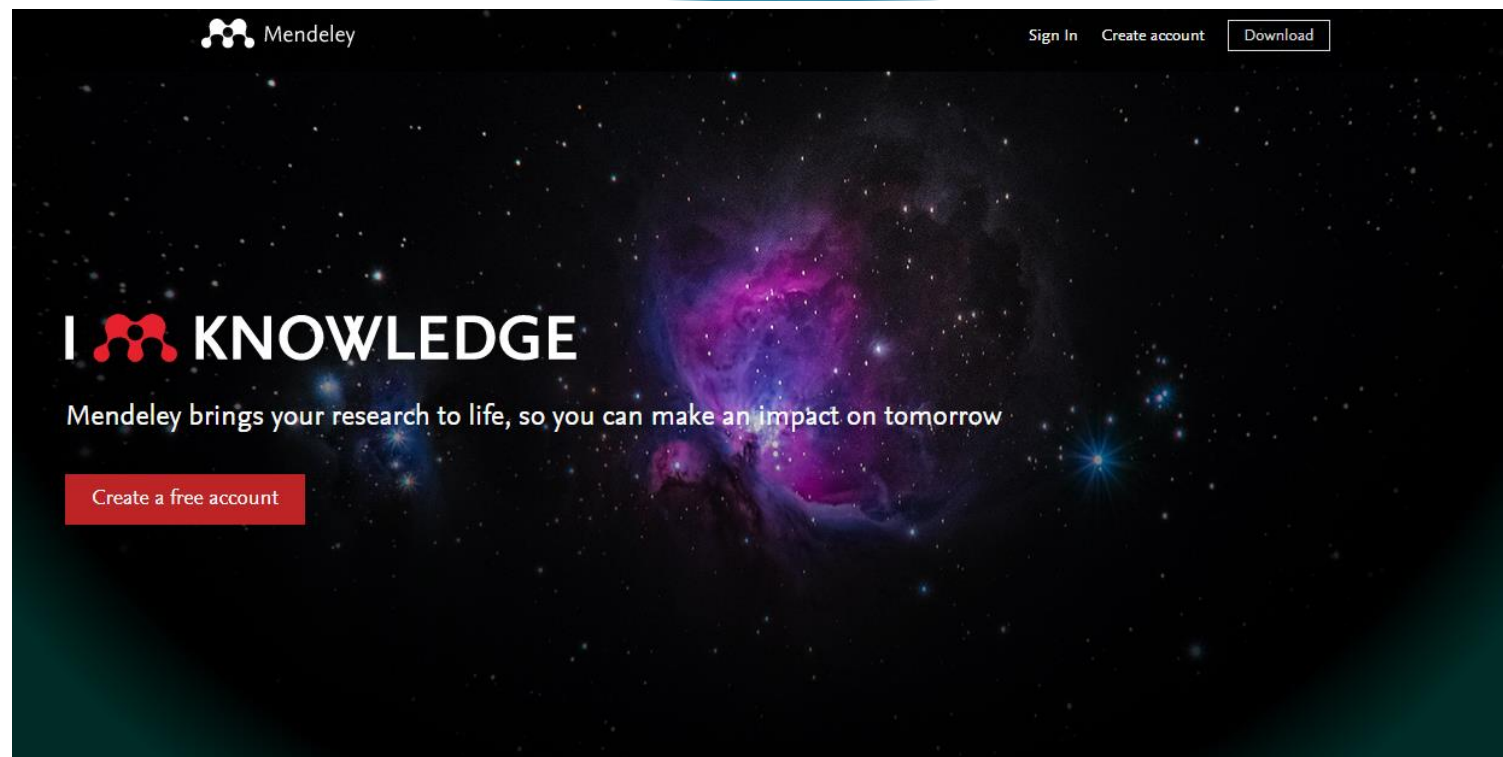 Mendeley
Sign In Create account Download
I KNOWLEDGE
Mendeley brings your research to life, so you can make an impact on tomorrow
Create a free account